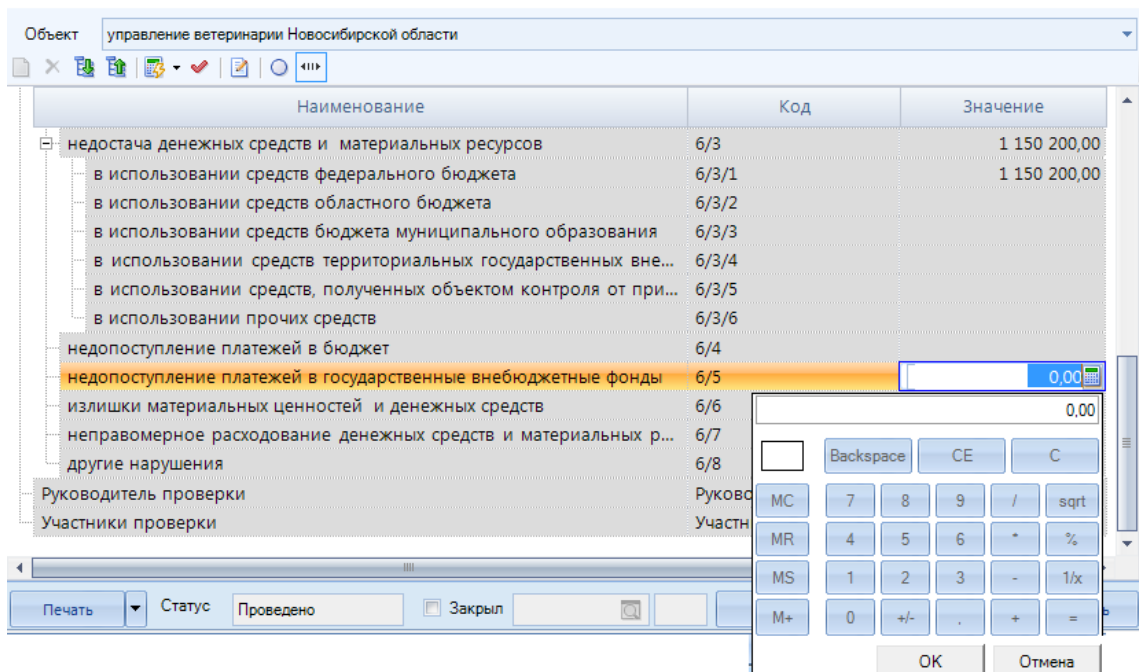 Объект управление ветеринарии Новосибирской области
Наименование Код Значение
недостача денежных средств и материальных ресурсов 6/3 1 150 200,00
в использовании средств федерального бюджета 6/3/1 1 150 200,00
в использовании средств областного бюджета 6/3/2
в использовании средств бюджета муниципального образования 6/3/3
в использовании средств территориальных государственных вне... 6/3/4
в использовании средств, полученных объектом контроля от при... 6/3/5
в использовании прочих средств 6/3/6
недопоступление платежей в бюджет 6/4
недопоступление платежей в государственные внебюджетные фонды 6/5 0,00
излишки материальных ценностей и денежных средств 6/6 0,00
неправомерное расходование денежных средств и материальных р... 6/7
другие нарушения 6/8 Backspace CE C
Руководитель проверки Руково MC 7 8 9 / sqrt
Участники проверки Участн
MR 4 5 6 * %
MS 1 2 3 - 1/x
Печать Статус Проведено Закрыл ь
M+ 0 +/- . + =
OK Отмена